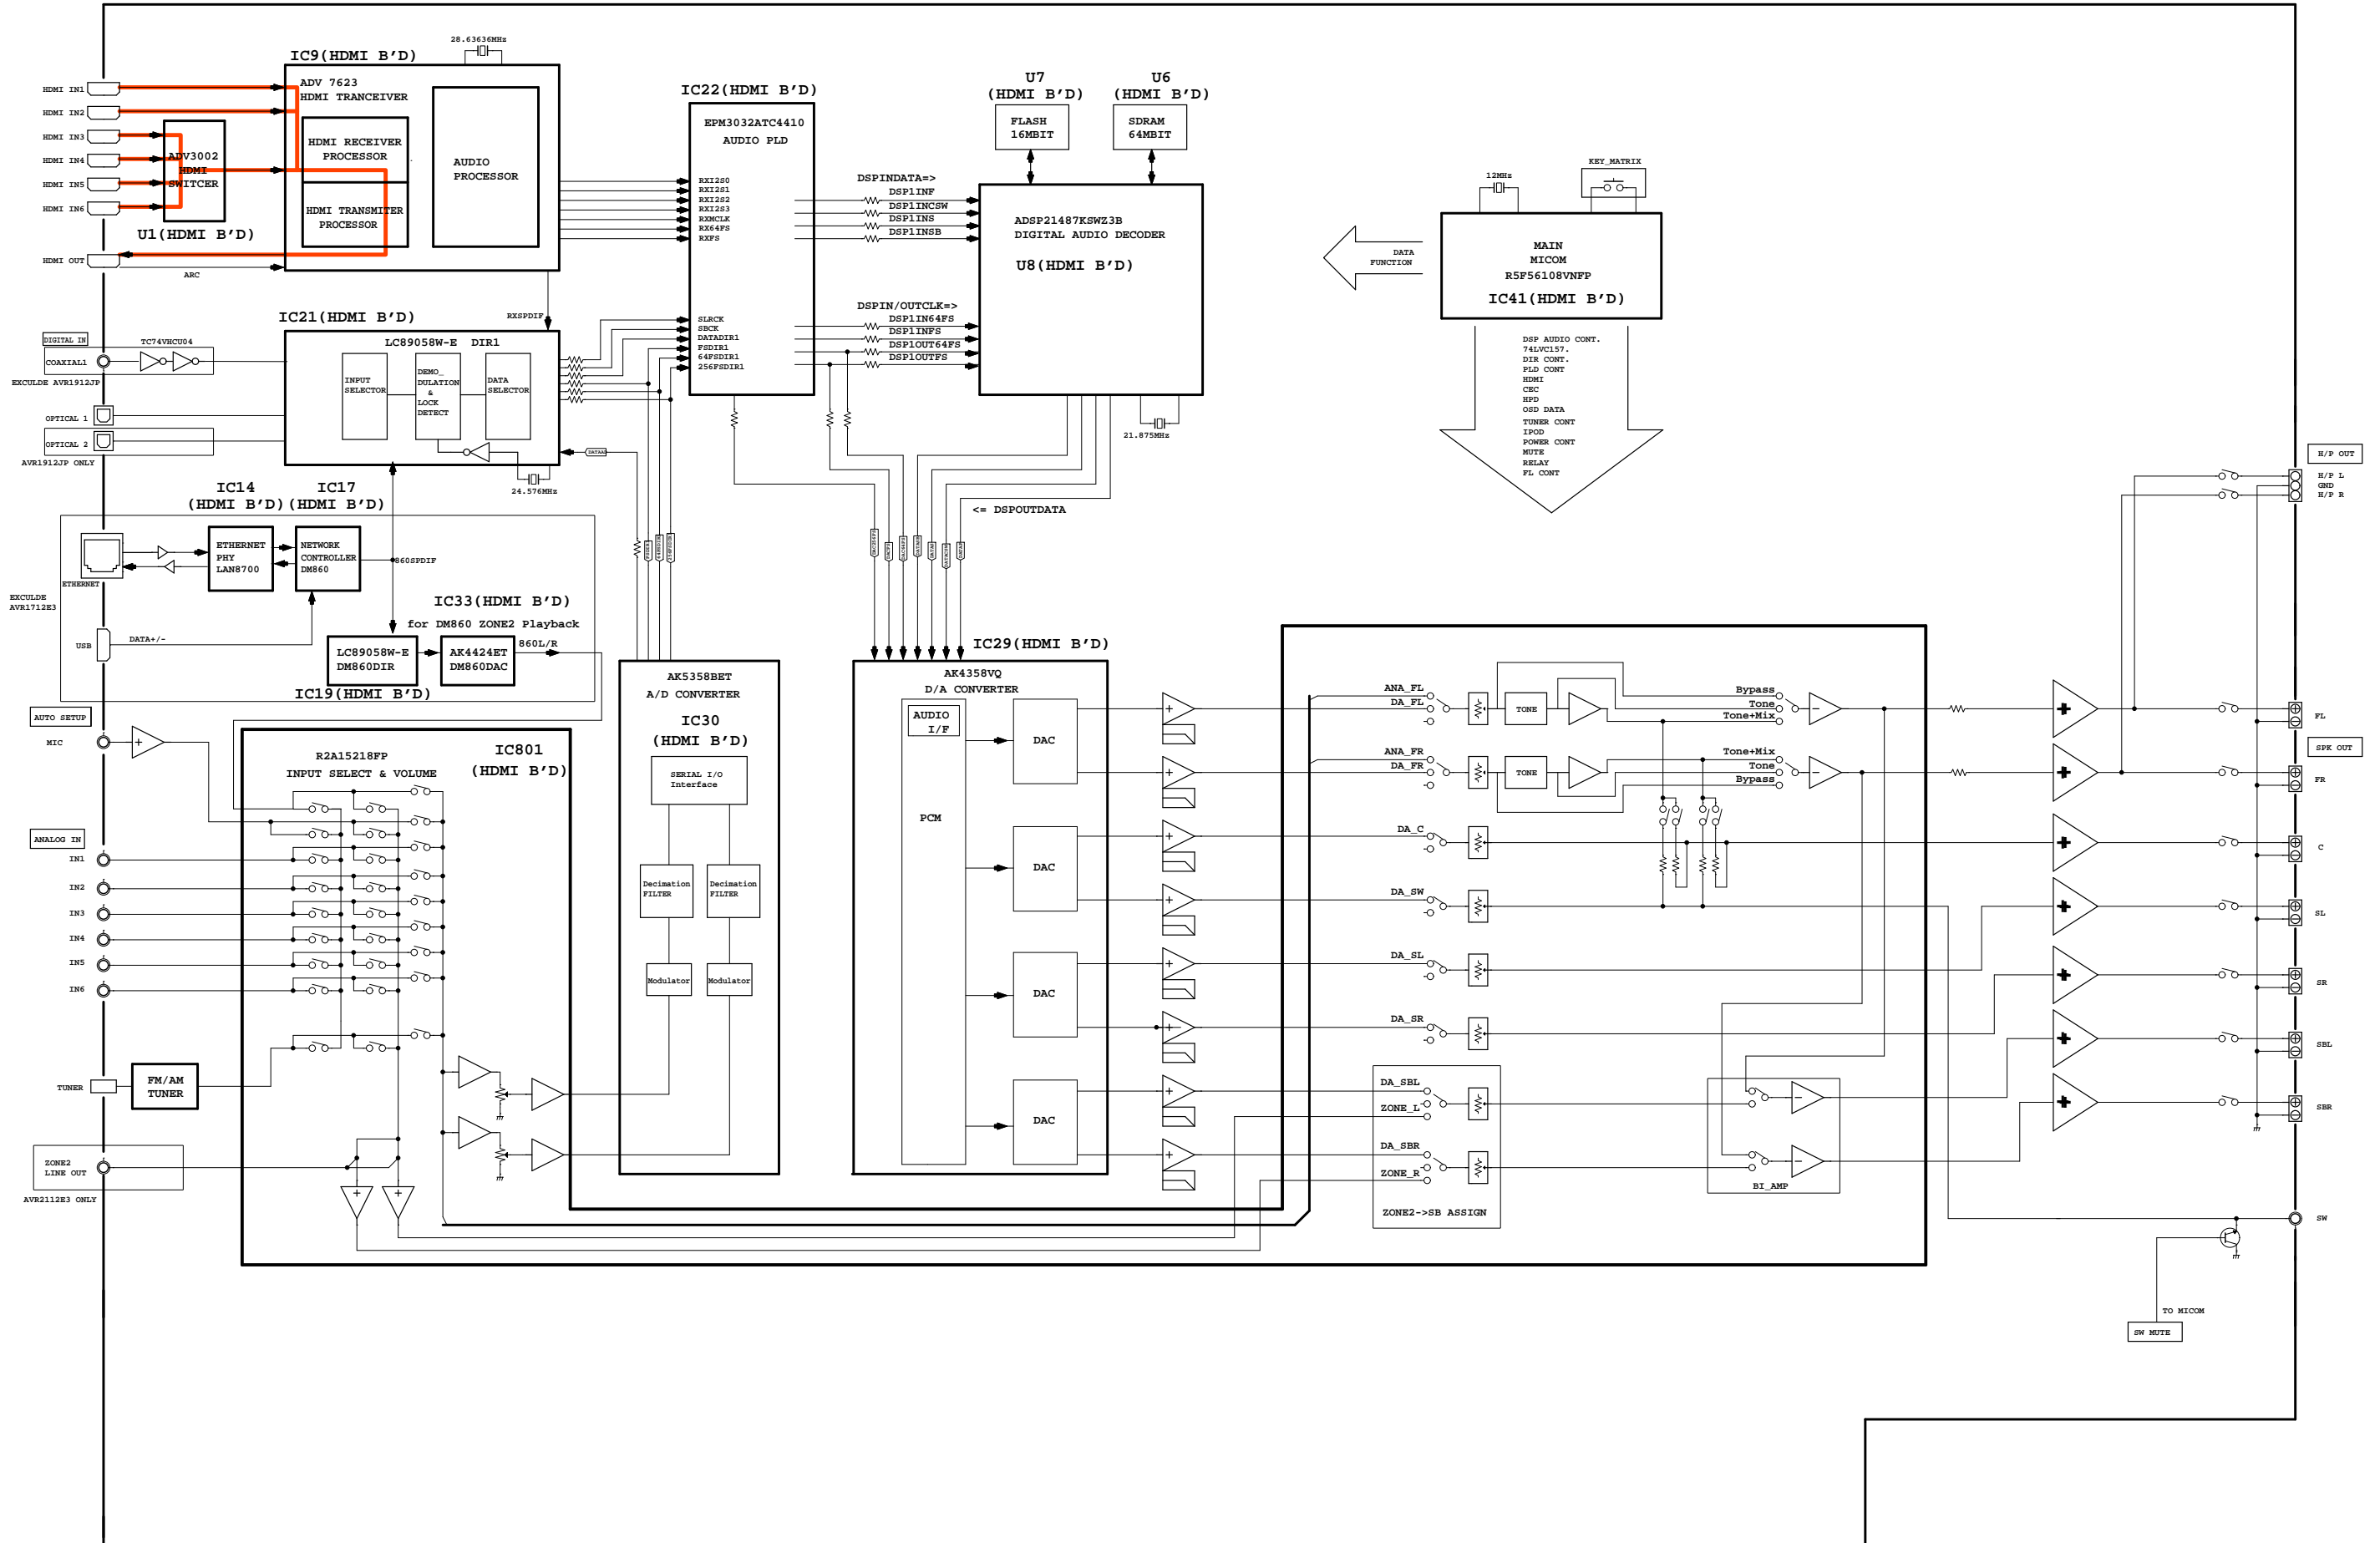 28.63636MHz
IC9(HDMI B'D)
HDMI IN1
HDMI IN2
HDMI IN3
HDMI IN4
HDMI IN5
HDMI IN6
HDMI OUT
ARC
ADV3002
HDMI
SWITCER
U1(HDMI B'D)
ADV 7623
HDMI TRANCEIVER
HDMI RECEIVER
PROCESSOR
HDMI TRANSMITER
PROCESSOR
AUDIO
PROCESSOR
IC22(HDMI B'D)
EPM3032ATC4410
AUDIO PLD
RXI2S0
RXI2S1
RXI2S2
RXI2S3
RXMCLK
RX64FS
RXFS
SLRCK
SBCK
DATADIR1
FSDIR1
64FSDIR1
256FSDIR1
DSPINDATA=>
DSP1INF
DSP1INCSW
DSP1INS
DSP1INSB
DSPIN/OUTCLK=>
DSP1IN64FS
DSP1INFS
DSP1OUT64FS
DSP1OUTFS
U7
(HDMI B'D)
FLASH
16MBIT
U6
(HDMI B'D)
SDRAM
64MBIT
ADSP21487KSWZ3B
DIGITAL AUDIO DECODER
U8(HDMI B'D)
21.875MHz
<= DSPOUTDATA
12MHz
KEY_MATRIX
DATA
FUNCTION
MAIN
MICOM
R5F56108VNFP
IC41(HDMI B'D)
DSP AUDIO CONT.
74LVC157.
DIR CONT.
PLD CONT
HDMI
CEC
HPD
OSD DATA
TUNER CONT
IPOD
POWER CONT
MUTE
RELAY
FL CONT
IC21(HDMI B'D)
RXSPDIF
LC89058W-E DIR1
INPUT
SELECTOR
DEMO_
DULATION
&
LOCK
DETECT
DATA
SELECTOR
24.576MHz
DATAAD
DIGITAL IN
TC74VHCU04
COAXIAL1
EXCULDE AVR1912JP
OPTICAL 1
OPTICAL 2
AVR1912JP ONLY
IC14
(HDMI B'D)
IC17
(HDMI B'D)
ETHERNET
ETHERNET
PHY
LAN8700
NETWORK
CONTROLLER
DM860
860SPDIF
EXCULDE
AVR1712E3
USB
DATA+/-
IC33(HDMI B'D)
for DM860 ZONE2 Playback
LC89058W-E
DM860DIR
AK4424ET
DM860DAC
860L/R
IC19(HDMI B'D)
AUTO SETUP
MIC
R2A15218FP
INPUT SELECT & VOLUME
IC801
(HDMI B'D)
ANALOG IN
IN1
IN2
IN3
IN4
IN5
IN6
TUNER
FM/AM
TUNER
ZONE2
LINE OUT
AVR2112E3 ONLY
AK5358BET
A/D CONVERTER
IC30
(HDMI B'D)
SERIAL I/O
Interface
Decimation
FILTER
Decimation
FILTER
Modulator
Modulator
IC29(HDMI B'D)
AK4358VQ
D/A CONVERTER
AUDIO
I/F
PCM
DAC
DAC
DAC
DAC
ANA_FL
DA_FL
ANA_FR
DA_FR
DA_C
DA_SW
DA_SL
DA_SR
DA_SBL
ZONE_L
DA_SBR
ZONE_R
ZONE2->SB ASSIGN
TONE
TONE
Bypass
Tone
Tone+Mix
Tone+Mix
Tone
Bypass
BI_AMP
H/P OUT
H/P L
GND
H/P R
FL
SPK OUT
FR
C
SL
SR
SBL
SBR
SW
TO MICOM
SW MUTE